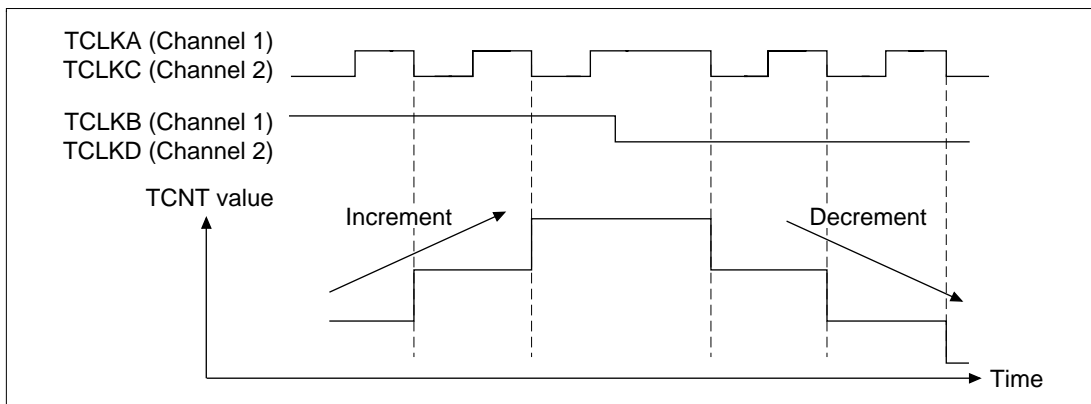 TCLKA (Channel 1)
TCLKC (Channel 2)
TCLKB (Channel 1)
TCLKD (Channel 2)
TCNT value
Increment
Decrement
Time